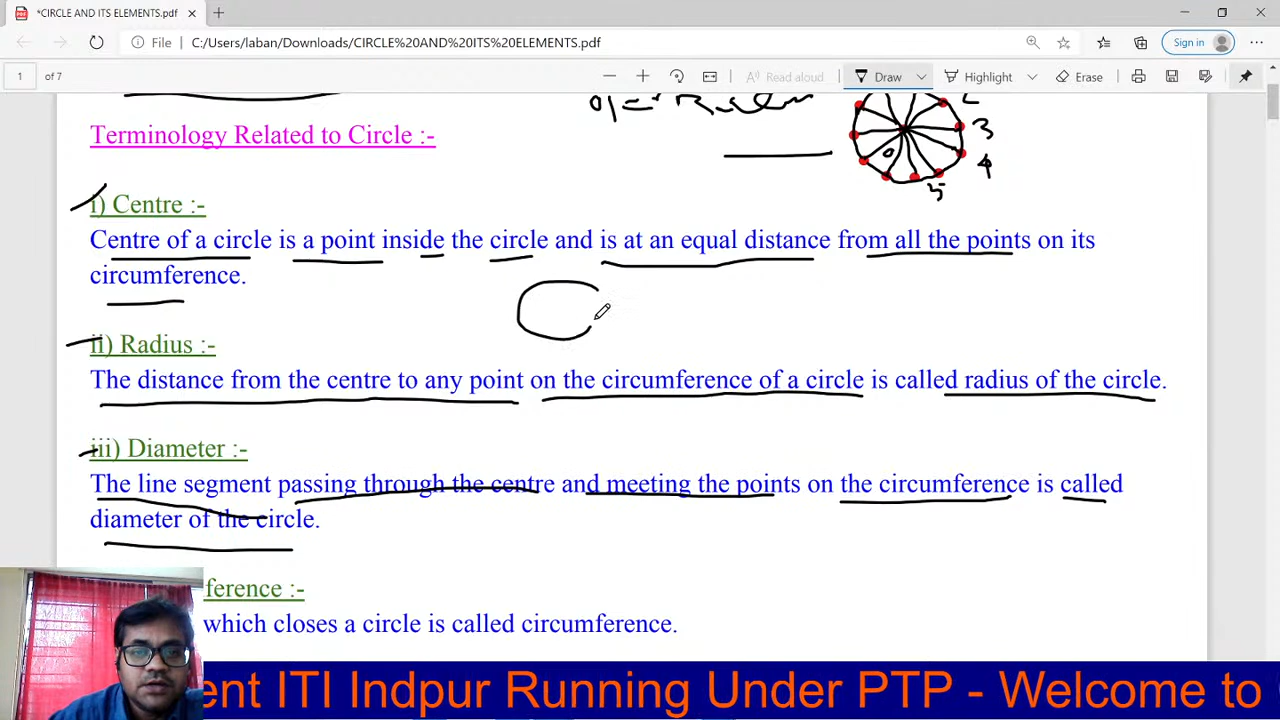 *CIRCLE AND ITS ELEMENTS.pdf
File C:/Users/laban/Downloads/CIRCLE%20AND%20ITS%20ELEMENTS.pdf Sign in
1 of 7 Read aloud Draw Highlight Erase
2
3
4
5
O
Terminology Related to Circle :-
i) Centre :-
Centre of a circle is a point inside the circle and is at an equal distance from all the points on its
circumference.
ii) Radius :-
The distance from the centre to any point on the circumference of a circle is called radius of the circle.
iii) Diameter :-
The line segment passing through the centre and meeting the points on the circumference is called
diameter of the circle.
ference :-
which closes a circle is called circumference.
ent ITI Indpur Running Under PTP - Welcome to